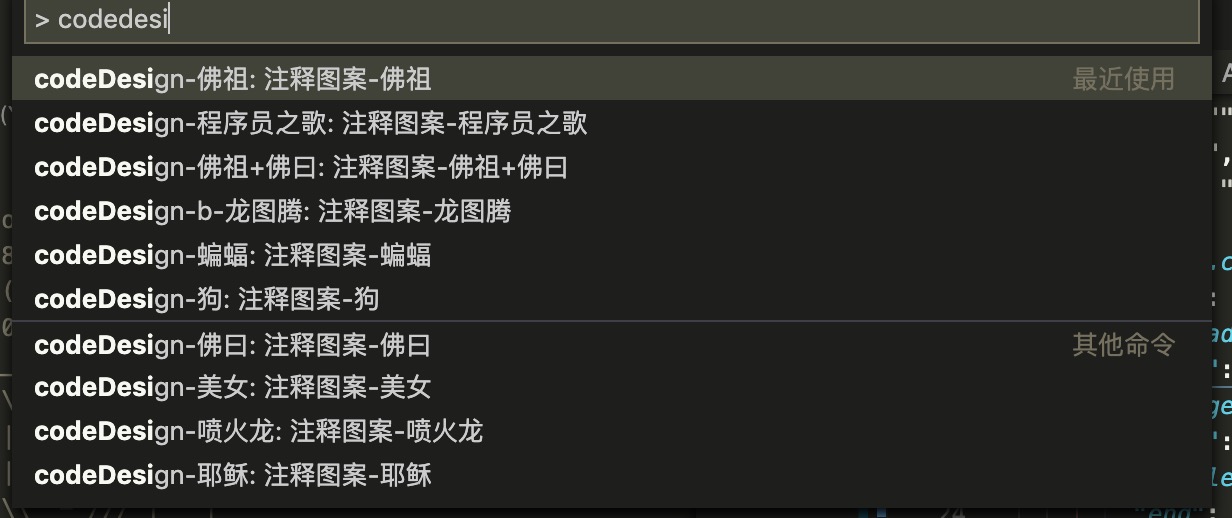 > codedesi
codeDesign-佛祖: 注释图案-佛祖 最近使用
codeDesign-程序员之歌: 注释图案-程序员之歌
codeDesign-佛祖+佛曰: 注释图案-佛祖+佛曰
codeDesign-b-龙图腾: 注释图案-龙图腾
codeDesign-蝙蝠: 注释图案-蝙蝠
codeDesign-狗: 注释图案-狗
codeDesign-佛曰: 注释图案-佛曰 其他命令
codeDesign-美女: 注释图案-美女
codeDesign-喷火龙: 注释图案-喷火龙
codeDesign-耶稣: 注释图案-耶稣
24 "end":